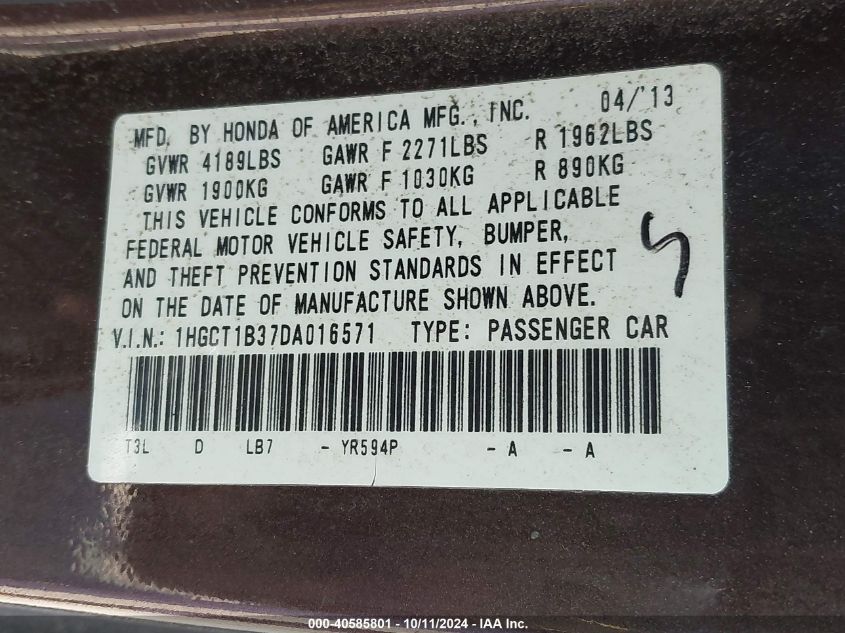 MFD. BY HONDA OF AMERICA MFG., INC. 04/'13
GVWR 4189LBS GAWR F 2271LBS R 1962LBS
GVWR 1900KG GAWR F 1030KG R 890KG
THIS VEHICLE CONFORMS TO ALL APPLICABLE
FEDERAL MOTOR VEHICLE SAFETY, BUMPER,
AND THEFT PREVENTION STANDARDS IN EFFECT
ON THE DATE OF MANUFACTURE SHOWN ABOVE.
V.I.N.: 1HGCT1B37DA016571 TYPE: PASSENGER CAR
T3L D LB7 - YR594P - A - A
000-40585801 - 10/11/2024 - IAA Inc.